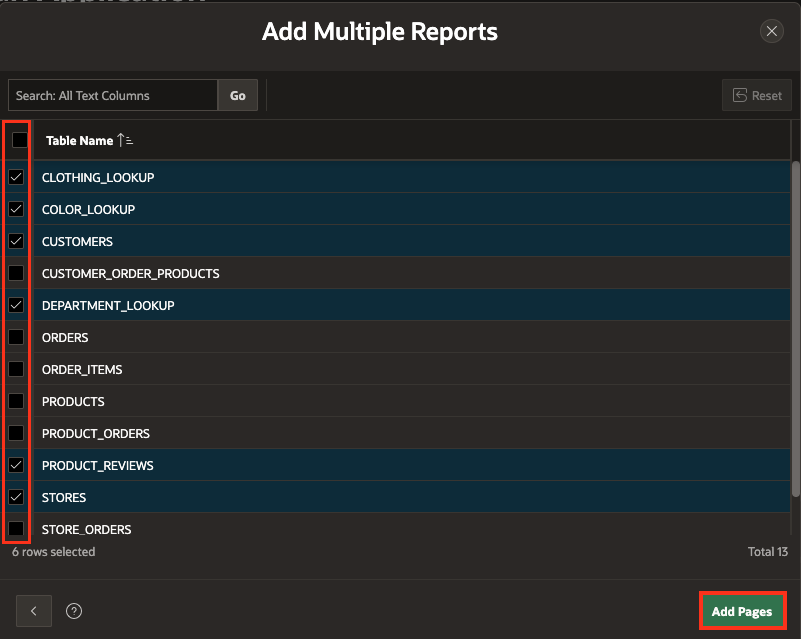 Add Multiple Reports
Search: All Text Columns
Go
Reset
Table Name
CLOTHING_LOOKUP
COLOR_LOOKUP
CUSTOMERS
CUSTOMER_ORDER_PRODUCTS
DEPARTMENT_LOOKUP
ORDERS
ORDER_ITEMS
PRODUCTS
PRODUCT_ORDERS
PRODUCT_REVIEWS
STORES
STORE_ORDERS
6 rows selected
Total 13
?
Add Pages